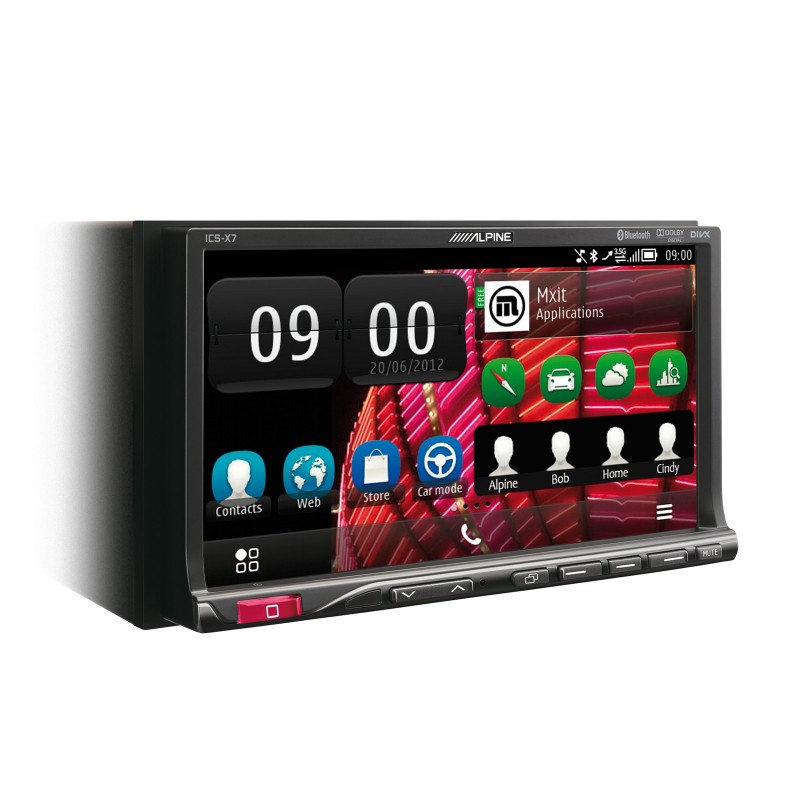 ICS-X7
ALPINE
Bluetooth
DOLBY
DIGITAL
DIVX
3.5G
09:00
09 00
20/06/2012
FREE
Mxit
Applications
N
Alpine
Bob
Home
Cindy
Contacts
Web
Store
Car mode
MUTE